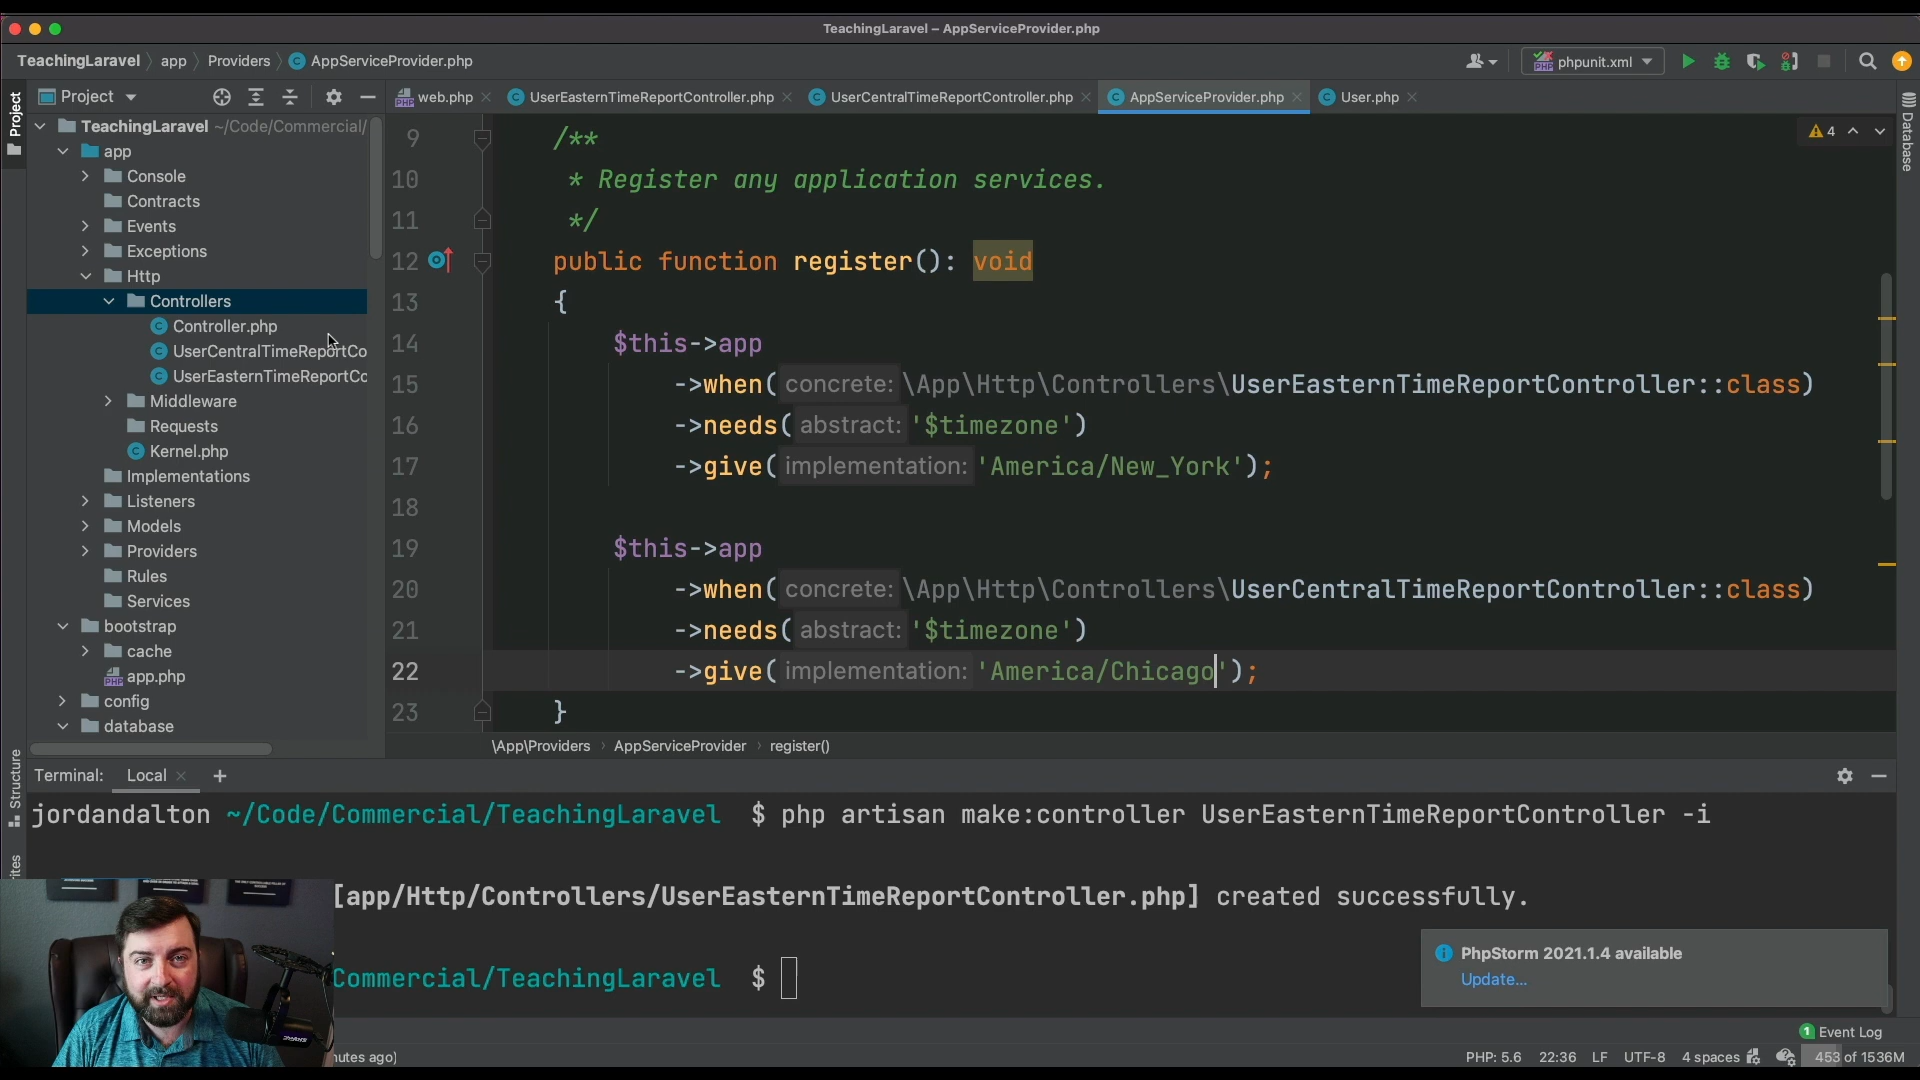 TeachingLaravel – AppServiceProvider.php
TeachingLaravel app Providers AppServiceProvider.php
phpunit.xml
Project
Project
web.php
UserEasternTimeReportController.php
UserCentralTimeReportController.php
AppServiceProvider.php
User.php
Database
4
TeachingLaravel ~/Code/Commercial/
app
Console
Contracts
Events
Exceptions
Http
Controllers
Controller.php
UserCentralTimeReportCo
UserEasternTimeReportCo
Middleware
Requests
Kernel.php
Implementations
Listeners
Models
Providers
Rules
Services
bootstrap
cache
app.php
config
database
9 /**
10 * Register any application services.
11 */
12 public function register(): void
13 {
14 $this->app
15 ->when( concrete: \App\Http\Controllers\UserEasternTimeReportController::class)
16 ->needs( abstract: '$timezone')
17 ->give( implementation: 'America/New_York');
18
19 $this->app
20 ->when( concrete: \App\Http\Controllers\UserCentralTimeReportController::class)
21 ->needs( abstract: '$timezone')
22 ->give( implementation: 'America/Chicago');
23 }
\App\Providers AppServiceProvider register()
Structure
Terminal: Local +
jordandalton ~/Code/Commercial/TeachingLaravel $ php artisan make:controller UserEasternTimeReportController -i
[app/Http/Controllers/UserEasternTimeReportController.php] created successfully.
Commercial/TeachingLaravel $
PhpStorm 2021.1.4 available
Update...
1 Event Log
PHP: 5.6 22:36 LF UTF-8 4 spaces 453 of 1536M